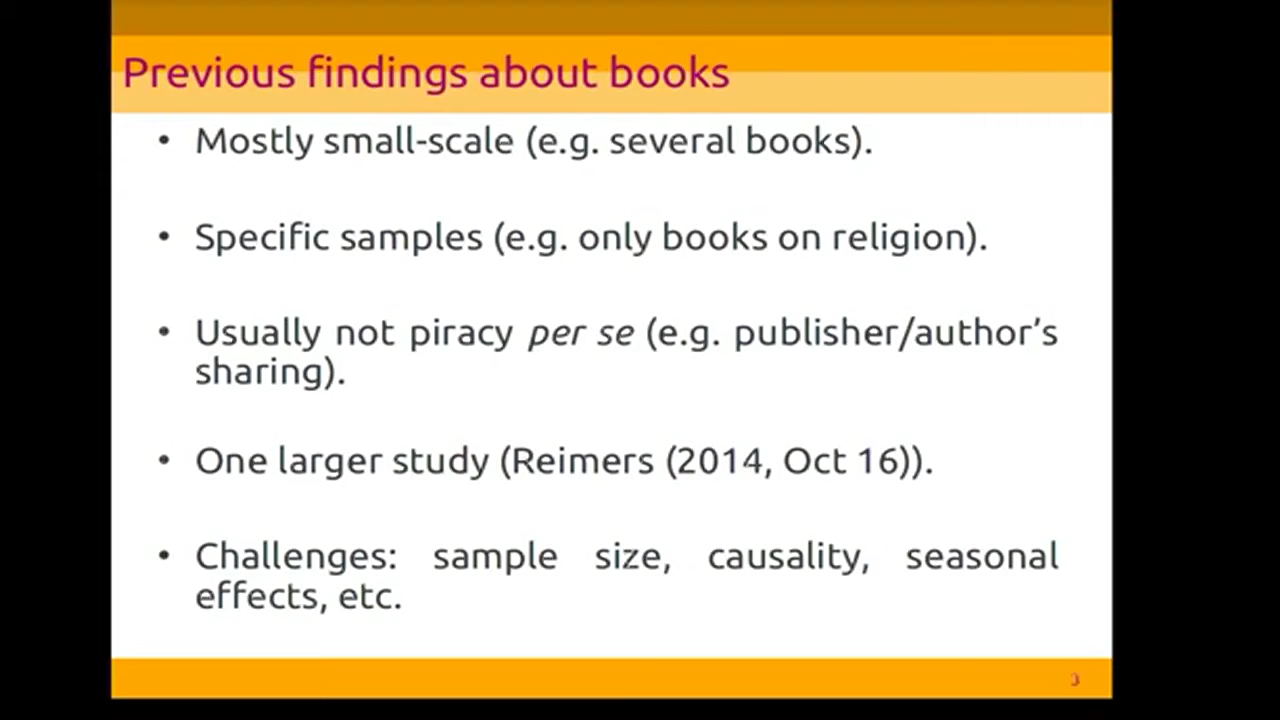 Previous findings about books
• Mostly small-scale (e.g. several books).
• Specific samples (e.g. only books on religion).
• Usually not piracy per se (e.g. publisher/author’s
sharing).
• One larger study (Reimers (2014, Oct 16)).
• Challenges: sample size, causality, seasonal
effects, etc.
3